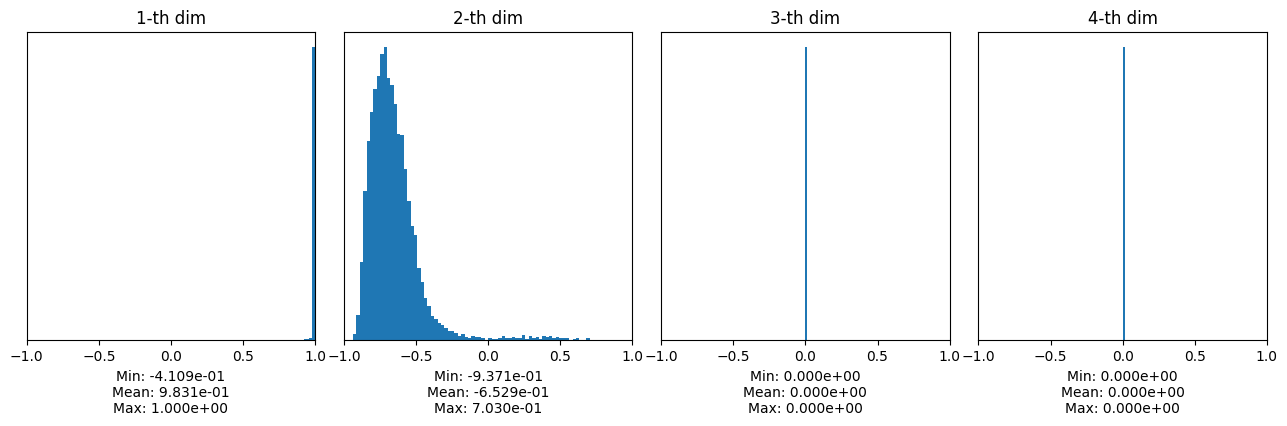 1-th dim 2-th dim 3-th dim 4-th dim
−1.0 −0.5 0.0 0.5 1.0 −1.0 −0.5 0.0 0.5 1.0 −1.0 −0.5 0.0 0.5 1.0 −1.0 −0.5 0.0 0.5 1.0
Min: -4.109e-01 Min: -9.371e-01 Min: 0.000e+00 Min: 0.000e+00
Mean: 9.831e-01 Mean: -6.529e-01 Mean: 0.000e+00 Mean: 0.000e+00
Max: 1.000e+00 Max: 7.030e-01 Max: 0.000e+00 Max: 0.000e+00